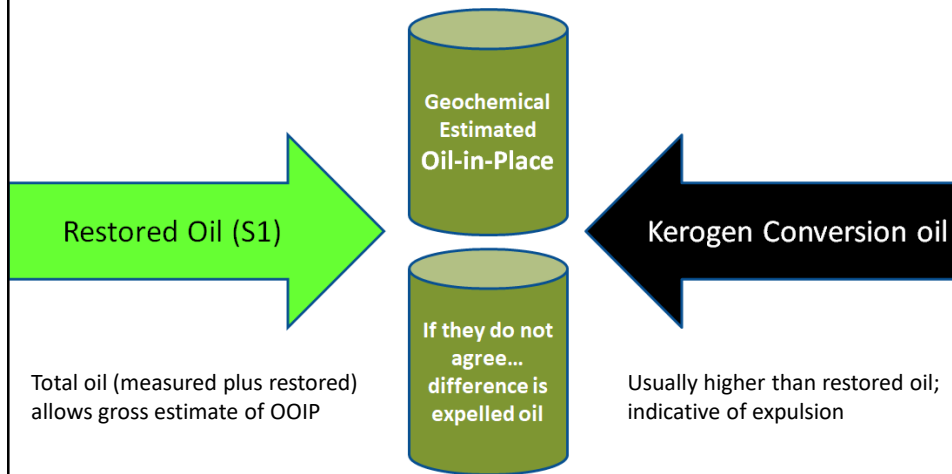 Geochemical
Estimated
Oil-in-Place
Restored Oil (S1)
Kerogen Conversion oil
If they do not
agree...
difference is
expelled oil
Total oil (measured plus restored)
allows gross estimate of OOIP
Usually higher than restored oil;
indicative of expulsion